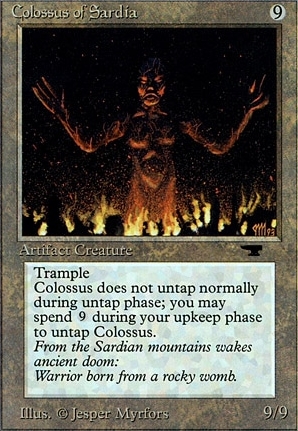 Colossus of Sardia 9
JM 93
Artifact Creature
Trample
Colossus does not untap normally
during untap phase; you may
spend 9 during your upkeep phase
to untap Colossus.
From the Sardian mountains wakes
ancient doom:
Warrior born from a rocky womb.
Illus. © Jesper Myrfors 9/9